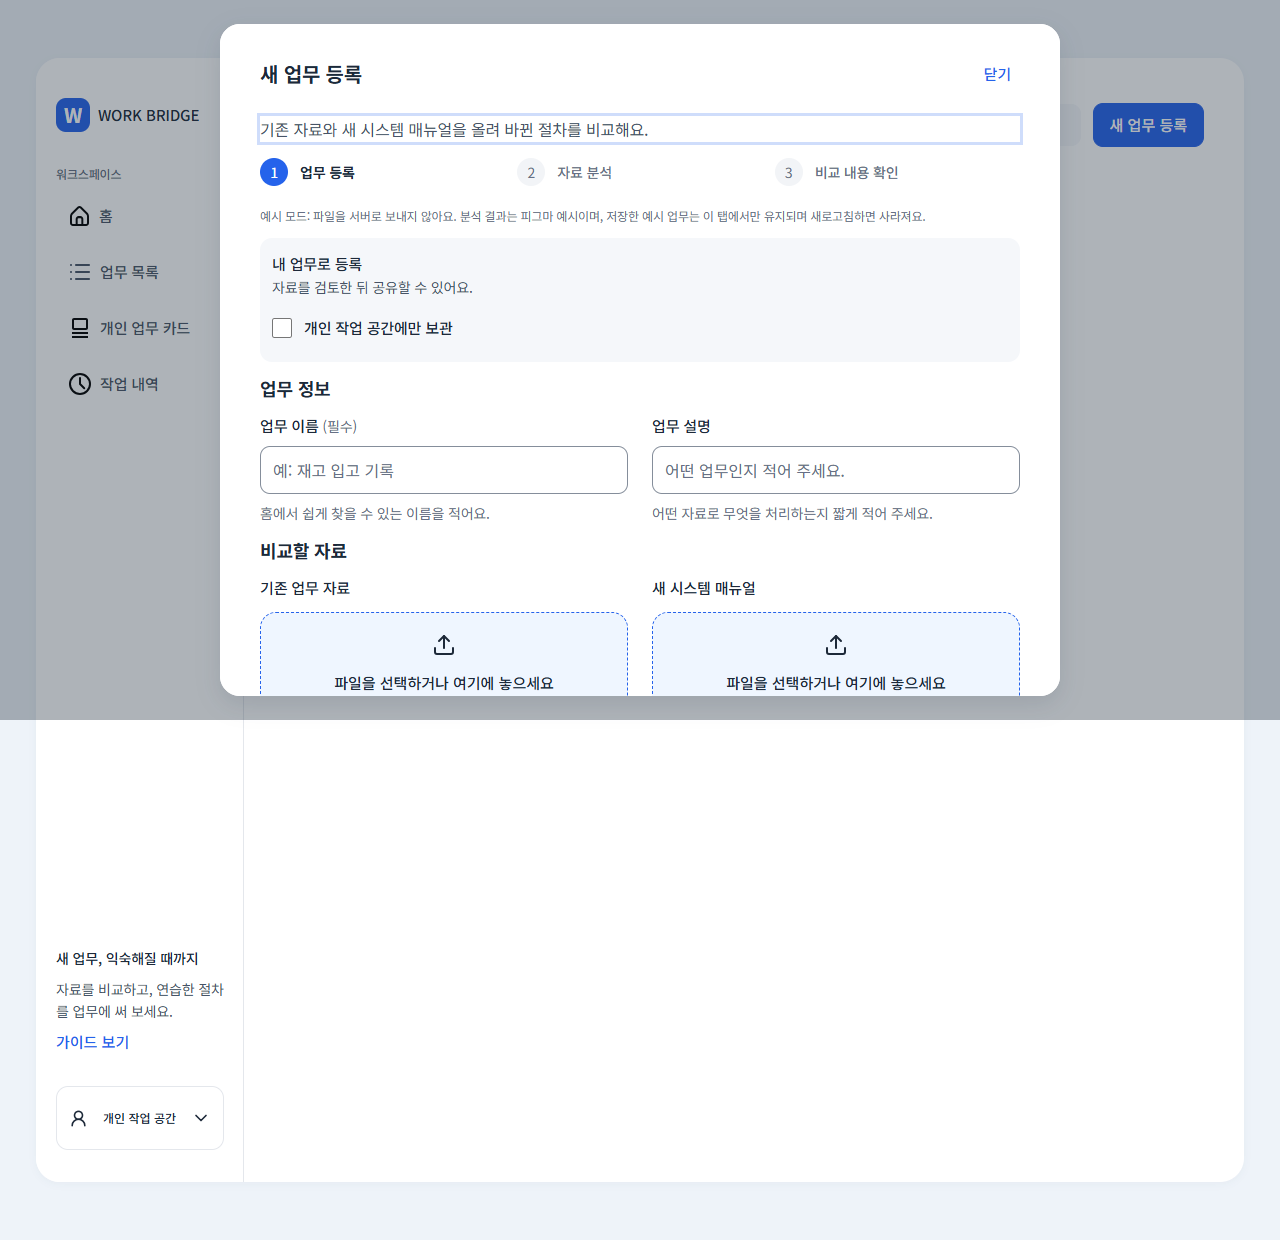 새 업무 등록
닫기
기존 자료와 새 시스템 매뉴얼을 올려 바뀐 절차를 비교해요.
1 업무 등록
2 자료 분석
3 비교 내용 확인
예시 모드: 파일을 서버로 보내지 않아요. 분석 결과는 피그마 예시이며, 저장한 예시 업무는 이 탭에서만 유지되며 새로고침하면 사라져요.
내 업무로 등록
자료를 검토한 뒤 공유할 수 있어요.
개인 작업 공간에만 보관
업무 정보
업무 이름 (필수)
예: 재고 입고 기록
홈에서 쉽게 찾을 수 있는 이름을 적어요.
업무 설명
어떤 업무인지 적어 주세요.
어떤 자료로 무엇을 처리하는지 짧게 적어 주세요.
비교할 자료
기존 업무 자료
파일을 선택하거나 여기에 놓으세요
새 시스템 매뉴얼
파일을 선택하거나 여기에 놓으세요
W WORK BRIDGE
워크스페이스
홈
업무 목록
개인 업무 카드
작업 내역
새 업무 등록
새 업무, 익숙해질 때까지
자료를 비교하고, 연습한 절차
를 업무에 써 보세요.
가이드 보기
개인 작업 공간